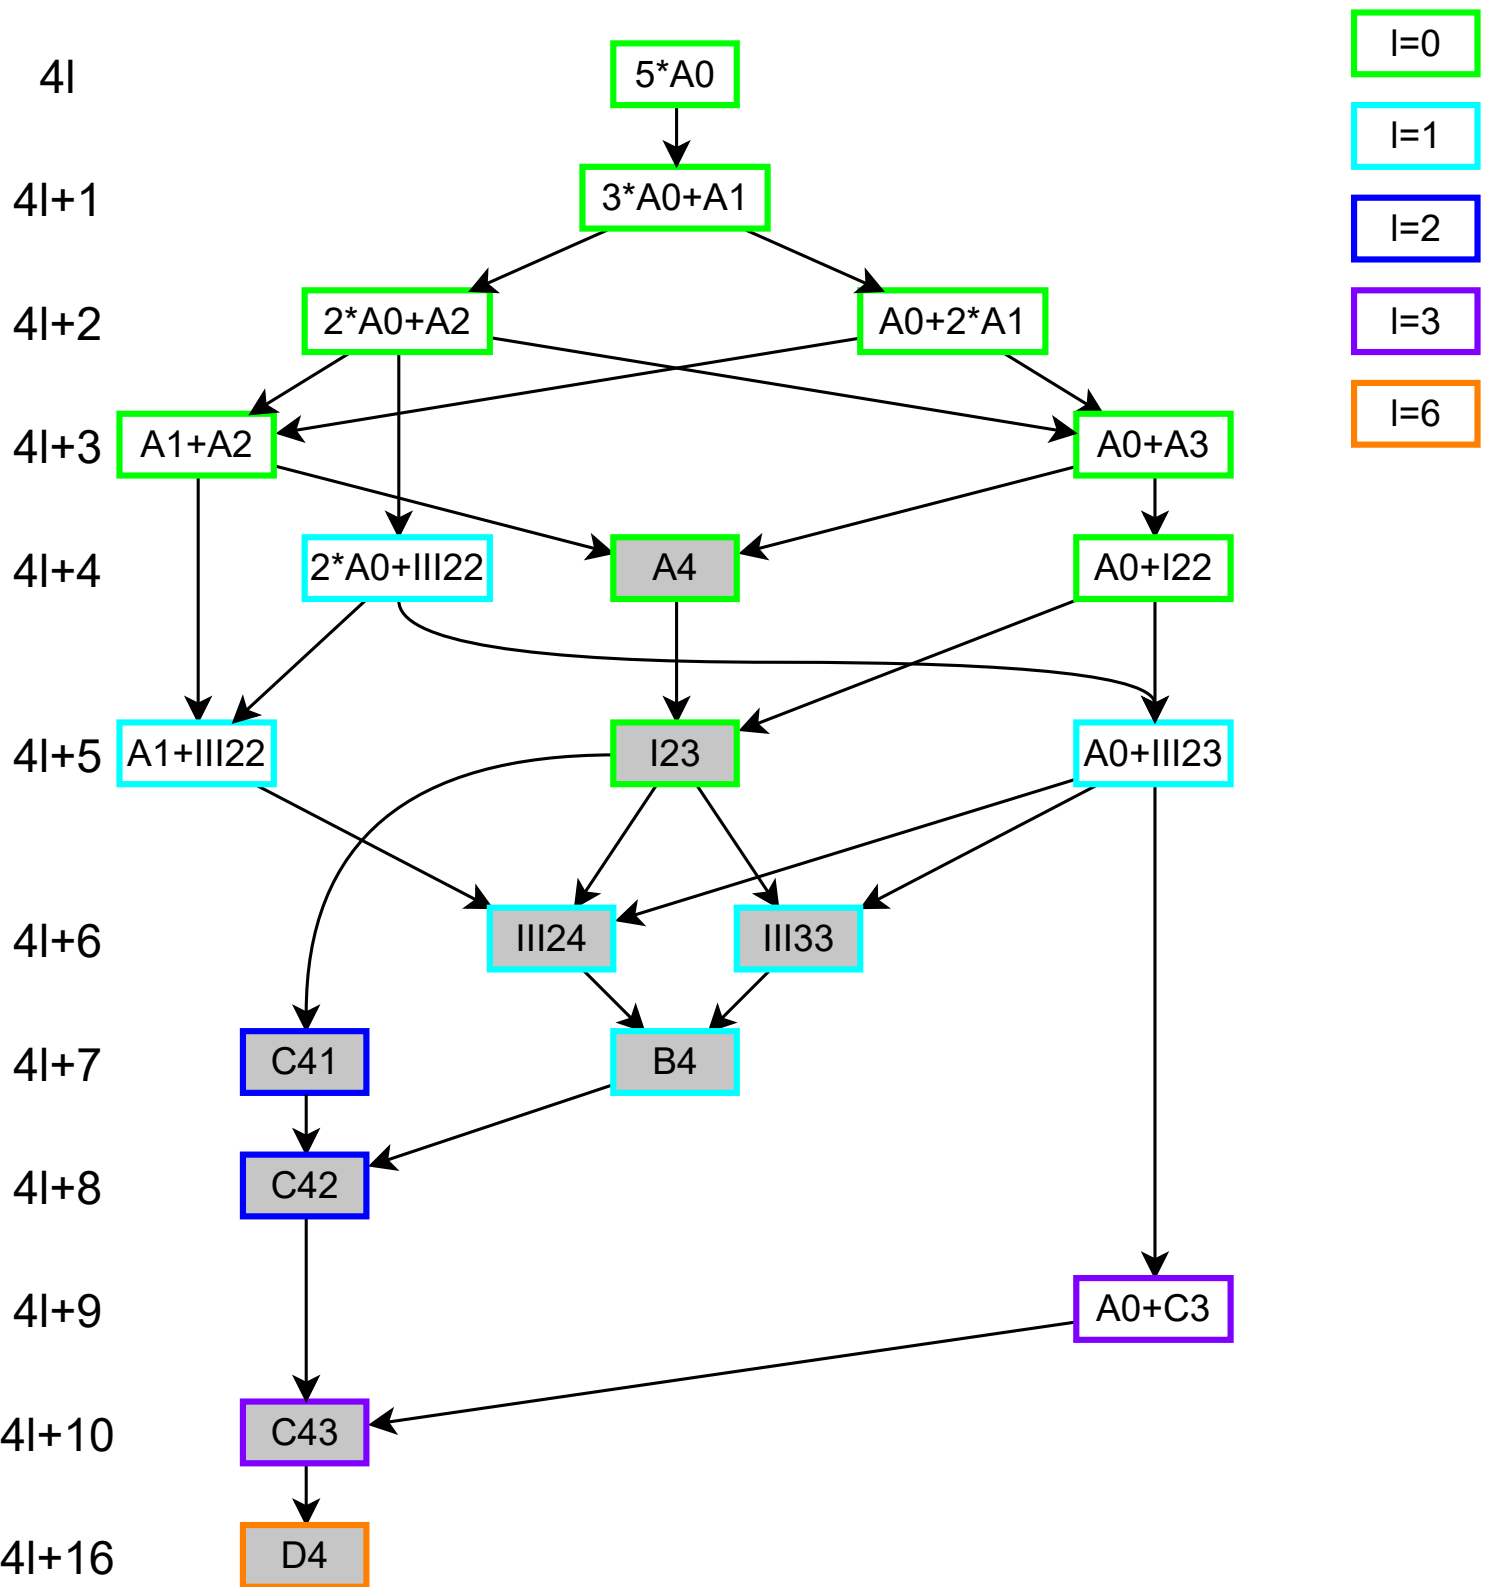 l=0
4l
5*A0
l=1
4l+1
3*A0+A1
l=2
4l+2
2*A0+A2
A0+2*A1
l=3
l=6
4l+3
A1+A2
A0+A3
4l+4
2*A0+III22
A4
A0+I22
4l+5
A1+III22
I23
A0+III23
4l+6
III24
III33
4l+7
C41
B4
4l+8
C42
4l+9
A0+C3
4l+10
C43
4l+16
D4